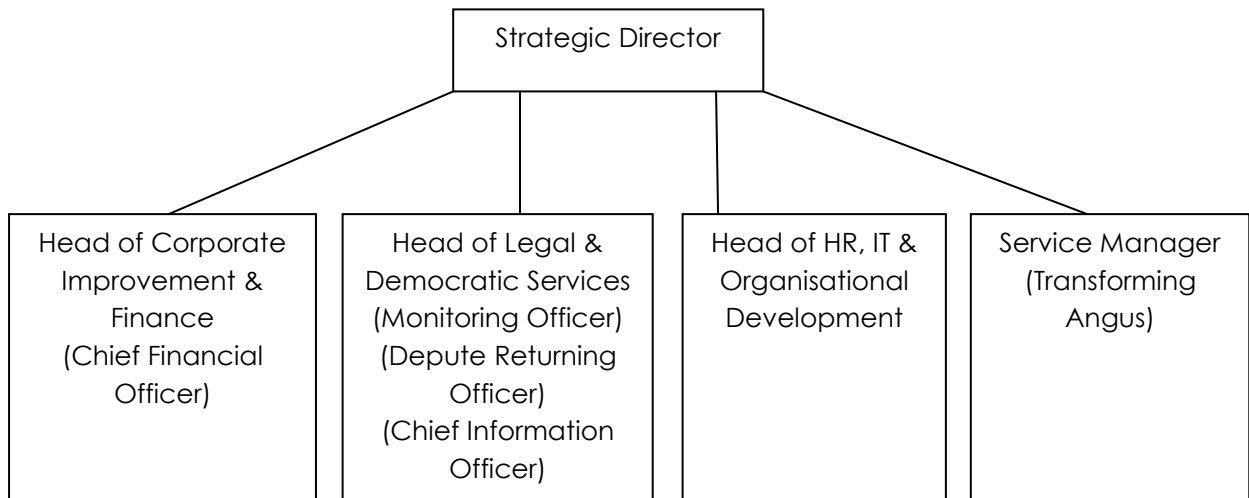 Strategic Director
Head of Corporate
Improvement &
Finance
(Chief Financial
Officer)
Head of Legal &
Democratic Services
(Monitoring Officer)
(Depute Returning
Officer)
(Chief Information
Officer)
Head of HR, IT &
Organisational
Development
Service Manager
(Transforming
Angus)